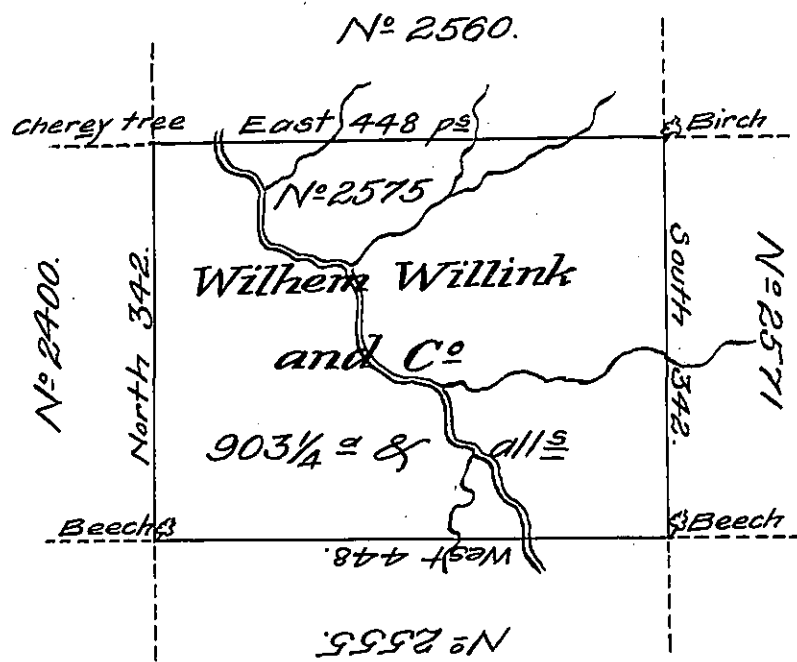 Nº 2560.
Cherey tree
East 448 pˢ
Birch
Nº 2575
Wilhem Willink
and Cº
903¼ ᵃ & allˢ
Nº 2400.
North 342.
South 342.
Nº 2571
Beech
Beech
West 448.
Nº 2555.